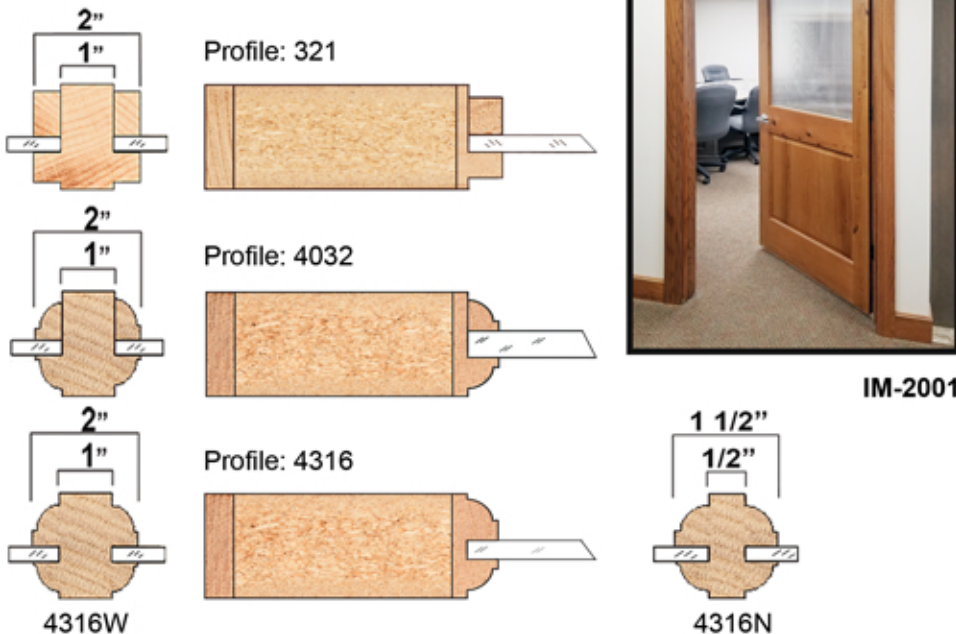 2”
1”
Profile: 321
2”
1”
Profile: 4032
IM-2001
2”
1”
Profile: 4316
1 1/2”
1/2”
4316W
4316N